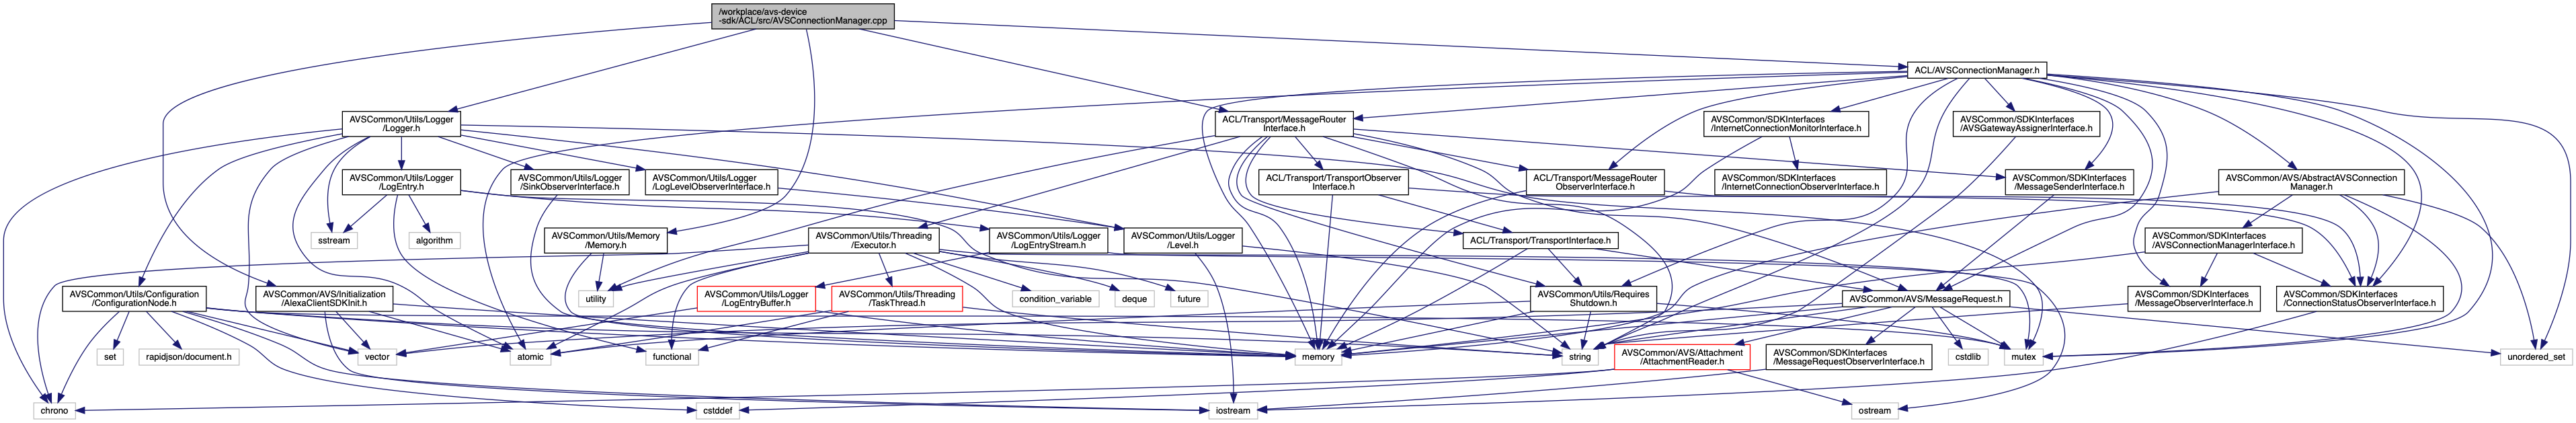 /workplace/avs-device
-sdk/ACL/src/AVSConnectionManager.cpp
ACL/AVSConnectionManager.h
AVSCommon/Utils/Logger
/Logger.h
ACL/Transport/MessageRouter
Interface.h
AVSCommon/SDKInterfaces
/InternetConnectionMonitorInterface.h
AVSCommon/SDKInterfaces
/AVSGatewayAssignerInterface.h
AVSCommon/Utils/Logger
/LogEntry.h
AVSCommon/Utils/Logger
/SinkObserverInterface.h
AVSCommon/Utils/Logger
/LogLevelObserverInterface.h
ACL/Transport/TransportObserver
Interface.h
ACL/Transport/MessageRouter
ObserverInterface.h
AVSCommon/SDKInterfaces
/InternetConnectionObserverInterface.h
AVSCommon/SDKInterfaces
/MessageSenderInterface.h
AVSCommon/AVS/AbstractAVSConnection
Manager.h
sstream
algorithm
AVSCommon/Utils/Memory
/Memory.h
AVSCommon/Utils/Threading
/Executor.h
AVSCommon/Utils/Logger
/LogEntryStream.h
AVSCommon/Utils/Logger
/Level.h
ACL/Transport/TransportInterface.h
AVSCommon/SDKInterfaces
/AVSConnectionManagerInterface.h
AVSCommon/Utils/Configuration
/ConfigurationNode.h
AVSCommon/AVS/Initialization
/AlexaClientSDKInit.h
utility
AVSCommon/Utils/Logger
/LogEntryBuffer.h
AVSCommon/Utils/Threading
/TaskThread.h
condition_variable
deque
future
AVSCommon/Utils/Requires
Shutdown.h
AVSCommon/AVS/MessageRequest.h
AVSCommon/SDKInterfaces
/MessageObserverInterface.h
AVSCommon/SDKInterfaces
/ConnectionStatusObserverInterface.h
set
rapidjson/document.h
vector
atomic
functional
memory
string
AVSCommon/AVS/Attachment
/AttachmentReader.h
AVSCommon/SDKInterfaces
/MessageRequestObserverInterface.h
cstdlib
mutex
unordered_set
chrono
cstddef
iostream
ostream